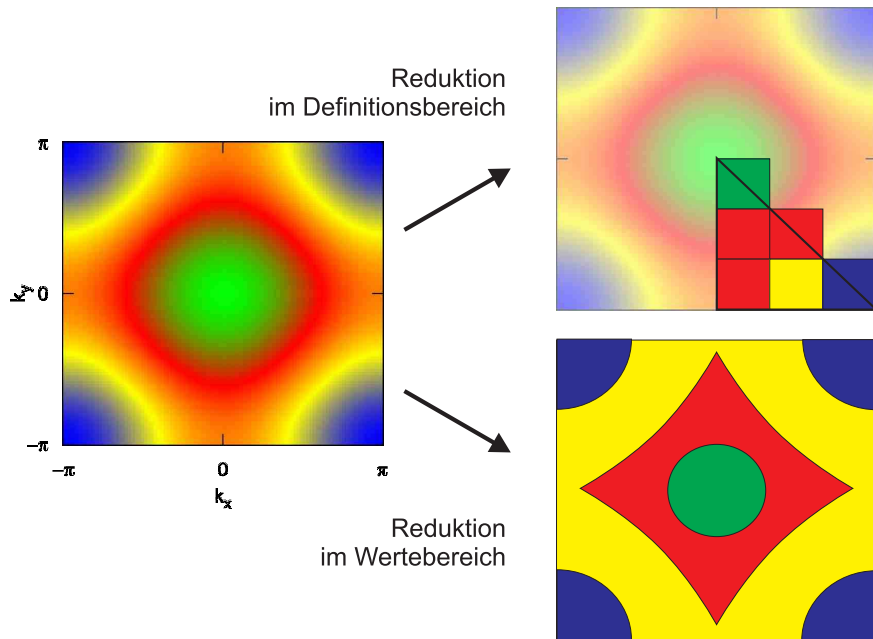 Reduktion
im Definitionsbereich
π
k_y
0
−π
−π 0 π
k_x
Reduktion
im Wertebereich